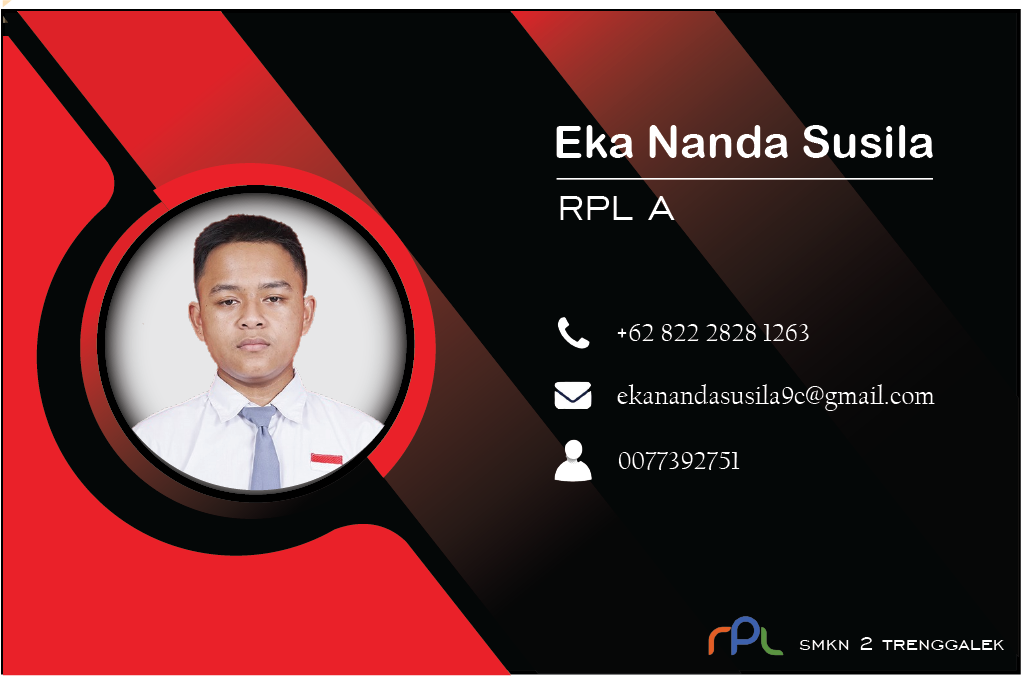 Eka Nanda Susila
RPL A
+62 822 2828 1263
ekanandasusila9c@gmail.com
0077392751
rPL SMKN 2 TRENGGALEK